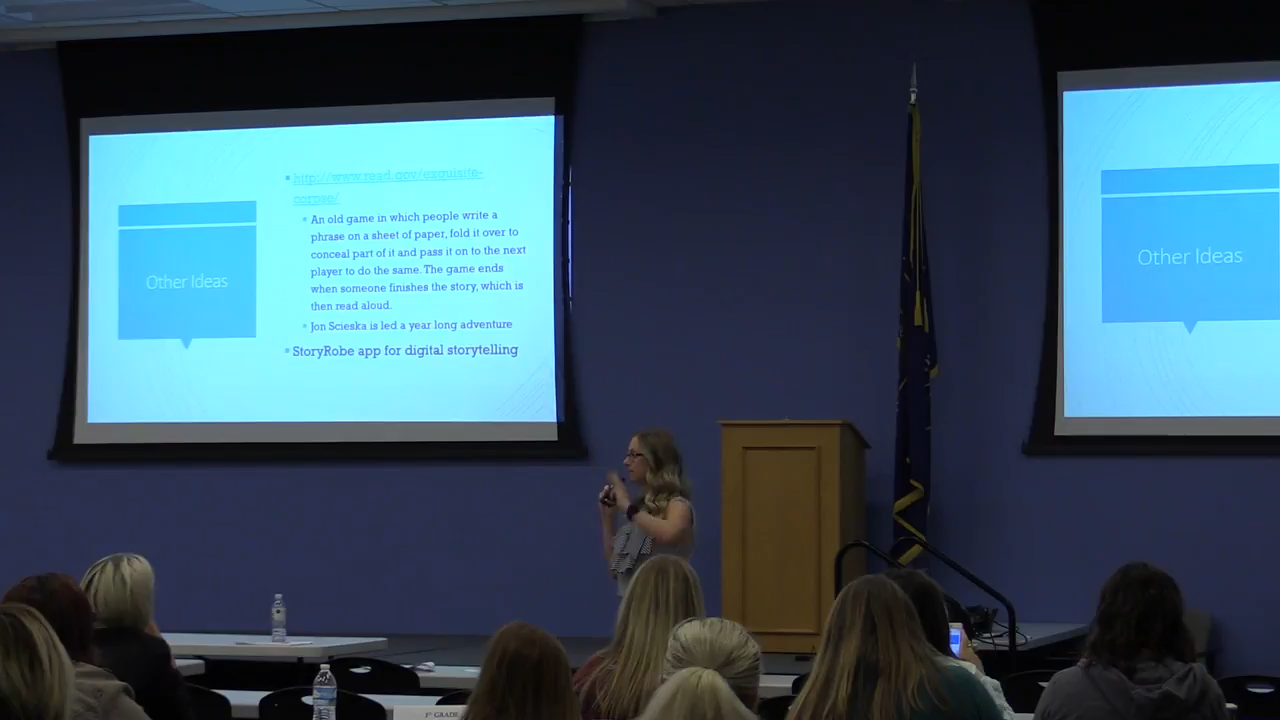 http://www.read.gov/exquisite-
corpse/
An old game in which people write a
phrase on a sheet of paper, fold it over to
conceal part of it and pass it on to the next
player to do the same. The game ends
when someone finishes the story, which is
then read aloud.
Jon Scieska is led a year long adventure
StoryRobe app for digital storytelling
Other Ideas
Other Ideas
5th GRADE